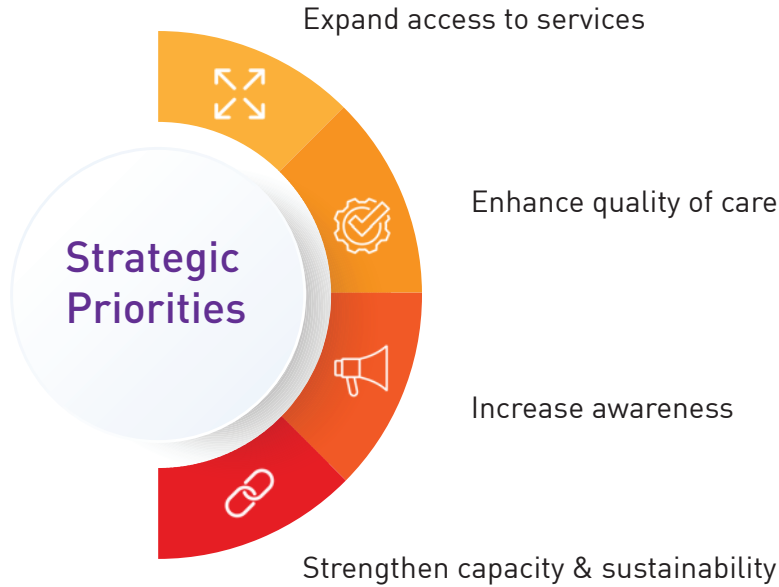 Expand access to services
Enhance quality of care
Strategic
Priorities
Increase awareness
Strengthen capacity & sustainability